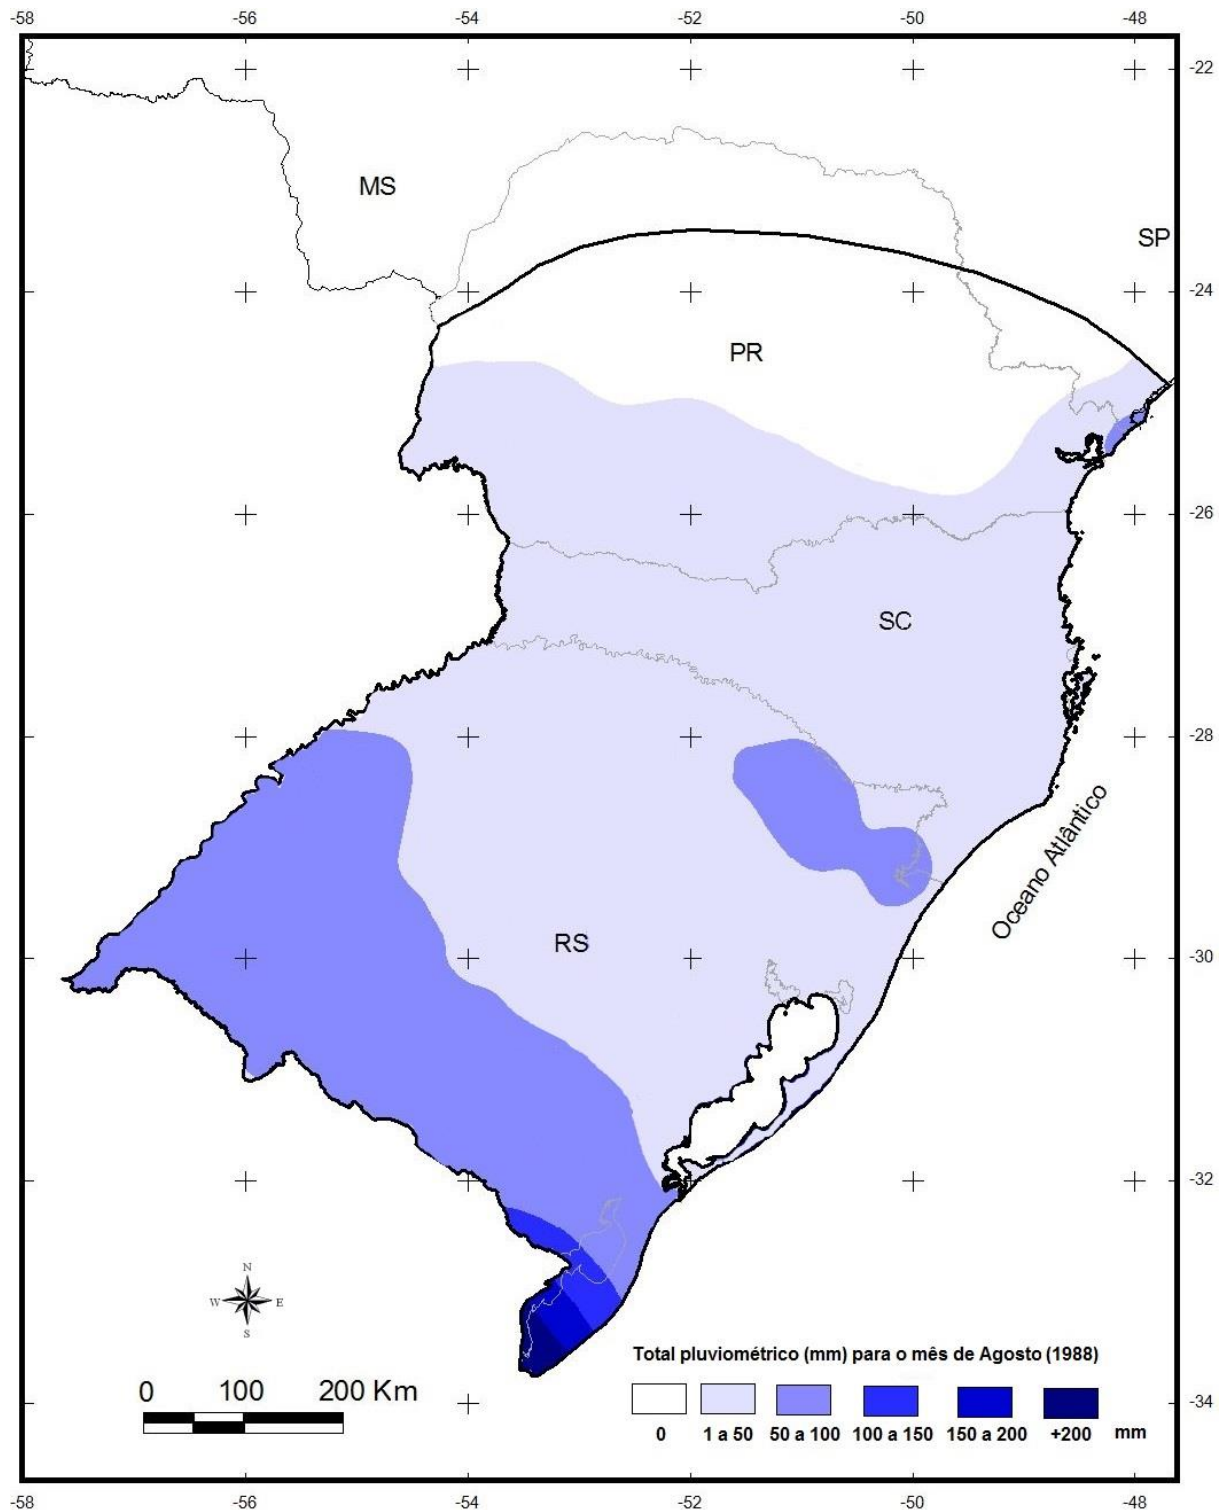 -58 -56 -54 -52 -50 -48
-22
MS
SP
-24
PR
-26
SC
-28
Oceano Atlântico
RS
-30
-32
N
W E
S
Total pluviométrico (mm) para o mês de Agosto (1988)
0 100 200 Km
-34
0 1 a 50 50 a 100 100 a 150 150 a 200 +200 mm
-58 -56 -54 -52 -50 -48